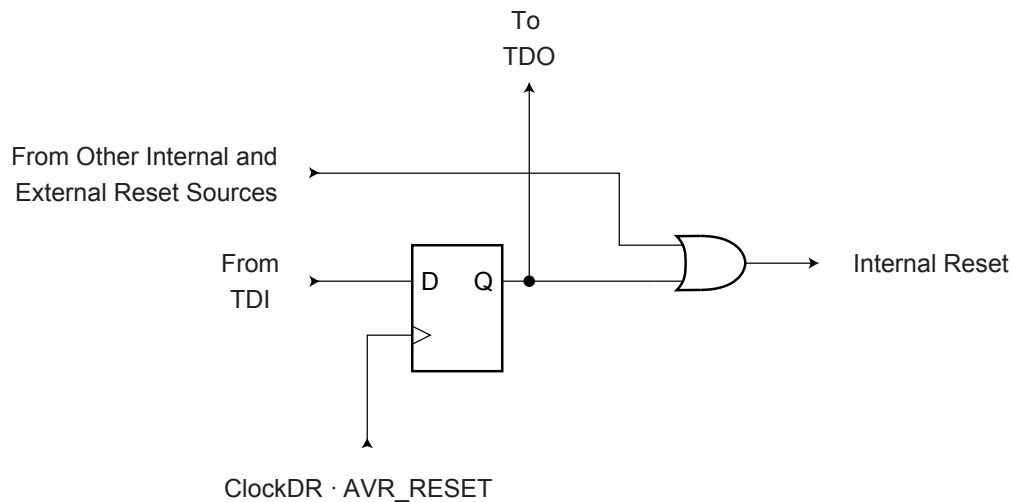 To
TDO
From Other Internal and
External Reset Sources
From
TDI
D
Q
Internal Reset
ClockDR · AVR_RESET